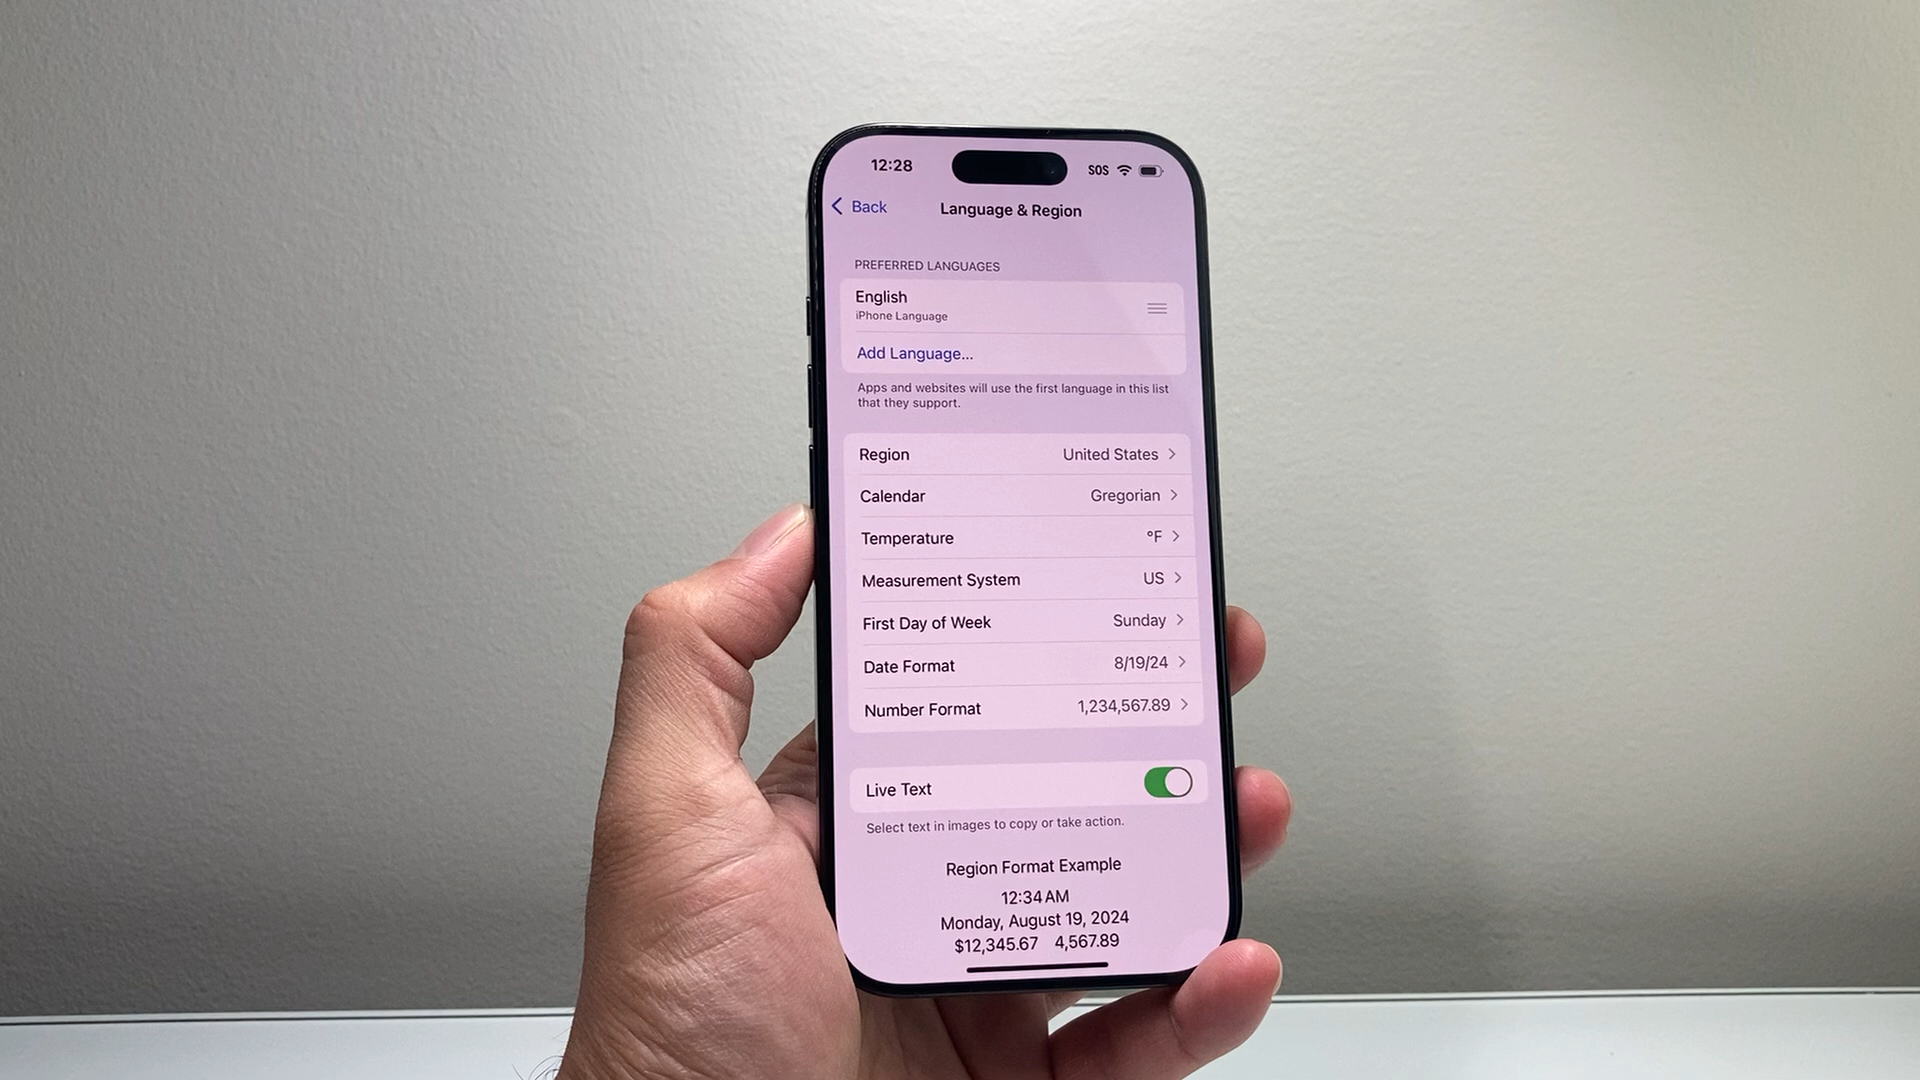 12:28 SOS
Back Language & Region
PREFERRED LANGUAGES
English
iPhone Language
Add Language...
Apps and websites will use the first language in this list
that they support.
Region United States
Calendar Gregorian
Temperature °F
Measurement System US
First Day of Week Sunday
Date Format 8/19/24
Number Format 1,234,567.89
Live Text
Select text in images to copy or take action.
Region Format Example
12:34 AM
Monday, August 19, 2024
$12,345.67 4,567.89